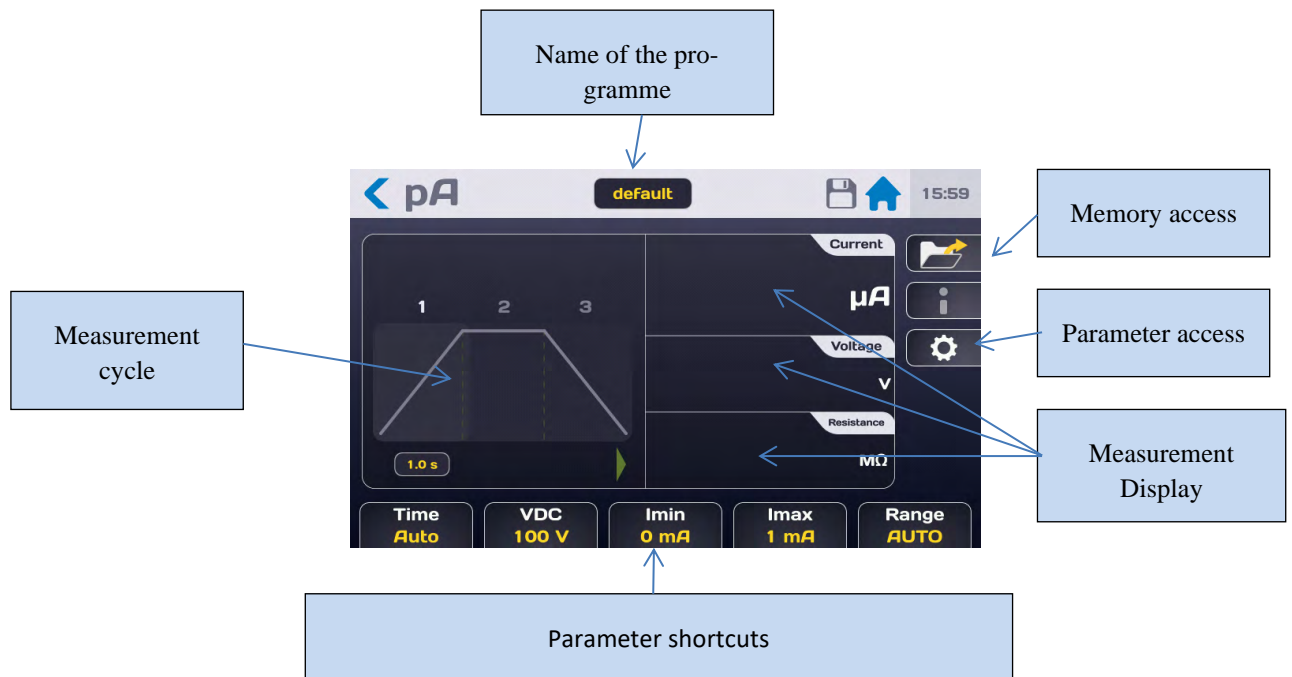 Name of the pro-
gramme
pA
default
15:59
Memory access
Current
µA
1 2 3
Measurement
cycle
Parameter access
Voltage
V
Resistance
MΩ
1.0 s
Measurement
Display
Time
Auto
VDC
100 V
Imin
0 mA
Imax
1 mA
Range
AUTO
Parameter shortcuts